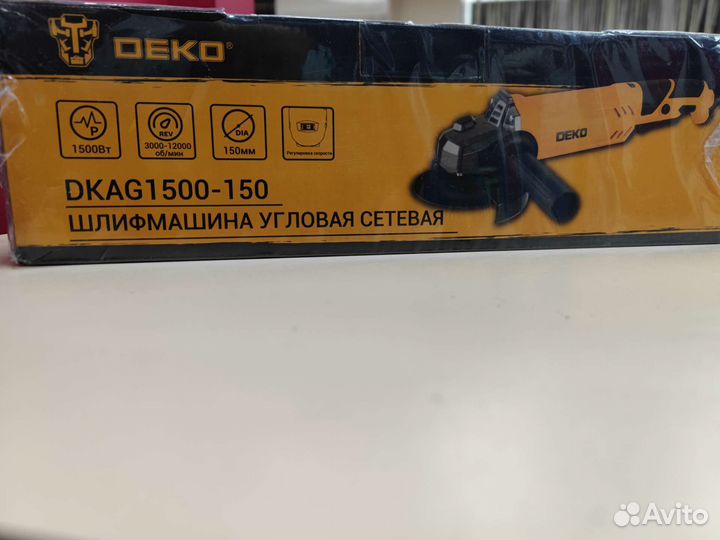 DEKO®
P
1500Вт
REV
3000-12000
об/мин
DIA
150мм
Регулировка скорости
DEKO
DKAG1500-150
ШЛИФМАШИНА УГЛОВАЯ СЕТЕВАЯ
Avito